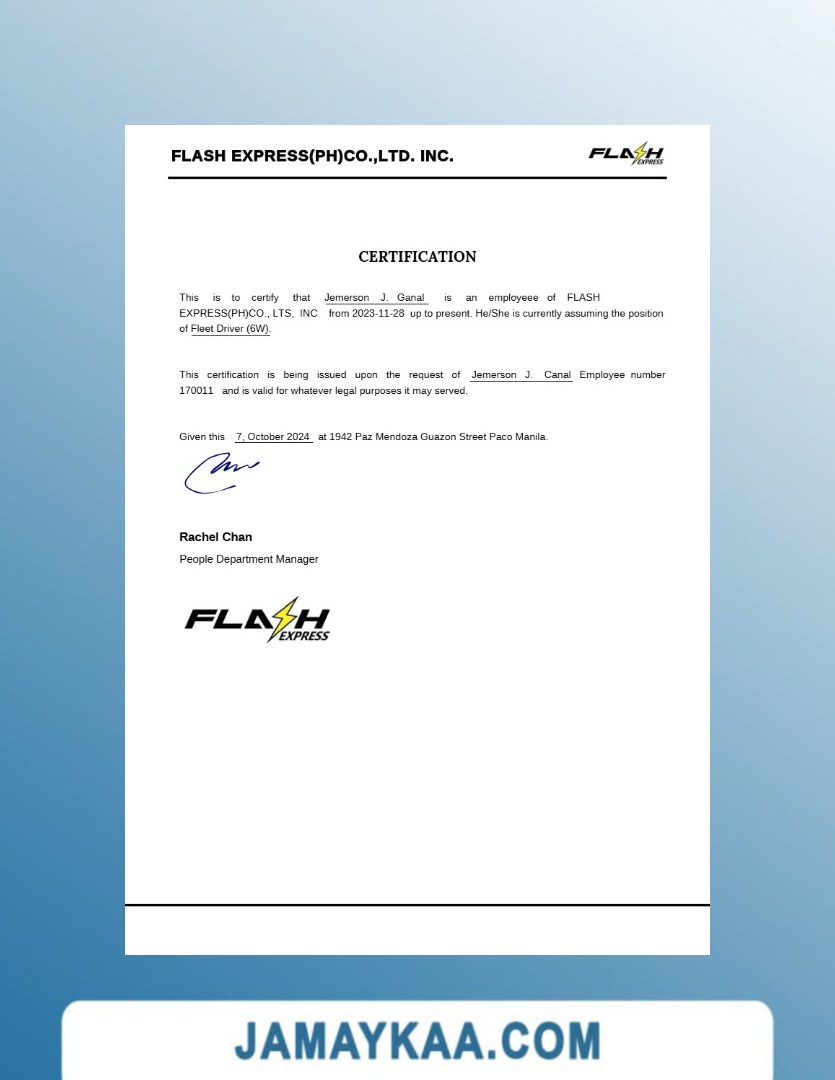 FLASH EXPRESS(PH)CO.,LTD. INC.
FLASH
EXPRESS
CERTIFICATION
This is to certify that Jemerson J. Ganal is an employeee of FLASH
EXPRESS(PH)CO., LTS, INC from 2023-11-28 up to present. He/She is currently assuming the position
of Fleet Driver (6W).
This certification is being issued upon the request of Jemerson J. Canal Employee number
170011 and is valid for whatever legal purposes it may served.
Given this 7, October 2024 at 1942 Paz Mendoza Guazon Street Paco Manila.
Rachel Chan
People Department Manager
FLASH
EXPRESS
JAMAYKAA.COM